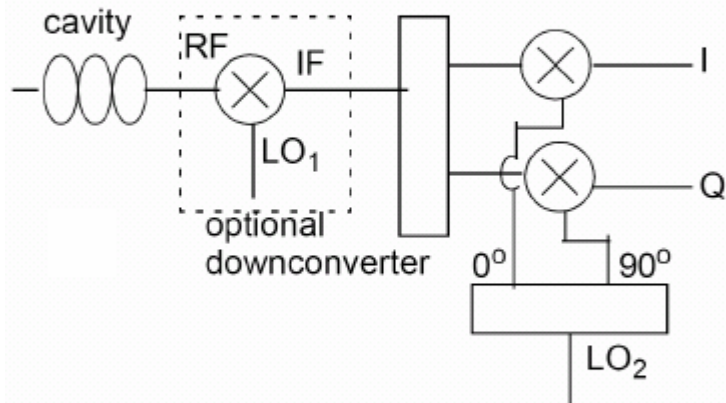 cavity
RF
IF
LO₁
optional
downconverter
I
Q
0° 90°
LO₂